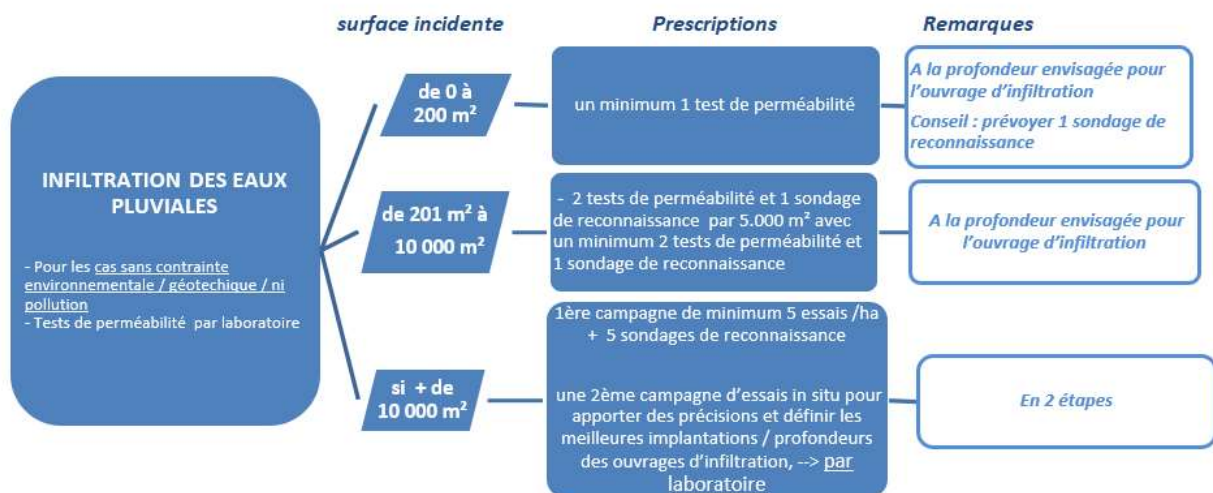 surface incidente
Prescriptions
Remarques
INFILTRATION DES EAUX
PLUVIALES
- Pour les cas sans contrainte
environnementale / géotechique / ni
pollution
- Tests de perméabilité par laboratoire
de 0 à
200 m²
un minimum 1 test de perméabilité
A la profondeur envisagée pour
l'ouvrage d'infiltration
Conseil : prévoyer 1 sondage de
reconnaissance
de 201 m² à
10 000 m²
- 2 tests de perméabilité et 1 sondage
de reconnaissance par 5.000 m² avec
un minimum 2 tests de perméabilité et
1 sondage de reconnaissance
A la profondeur envisagée pour
l'ouvrage d'infiltration
si + de
10 000 m²
1ère campagne de minimum 5 essais /ha
+ 5 sondages de reconnaissance
une 2ème campagne d'essais in situ pour
apporter des précisions et définir les
meilleures implantations / profondeurs
des ouvrages d'infiltration, --> par
laboratoire
En 2 étapes